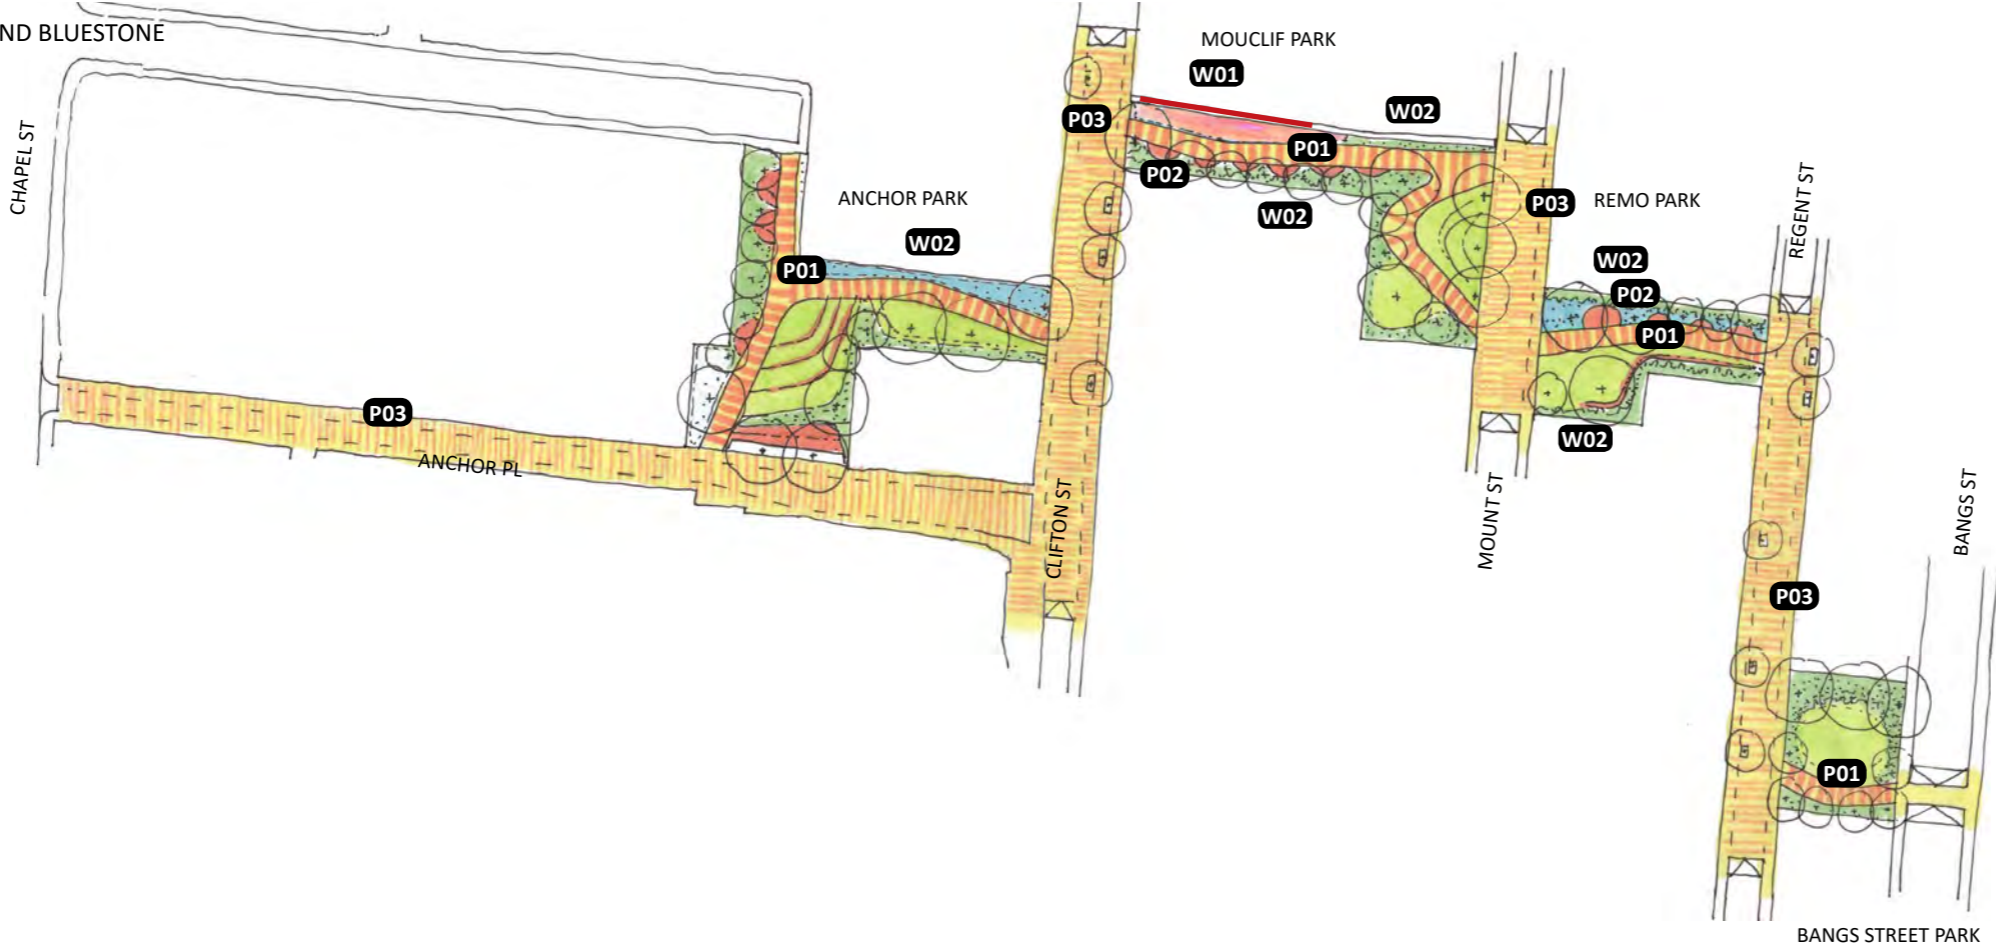 ND BLUESTONE
MOUCLIF PARK
W01
W02
P03
P01
CHAPEL ST
P02
ANCHOR PARK
W02
P03
REMO PARK
REGENT ST
W02
W02
P01
P02
P01
P03
W02
ANCHOR PL
CLIFTON ST
MOUNT ST
BANGS ST
P03
P01
BANGS STREET PARK